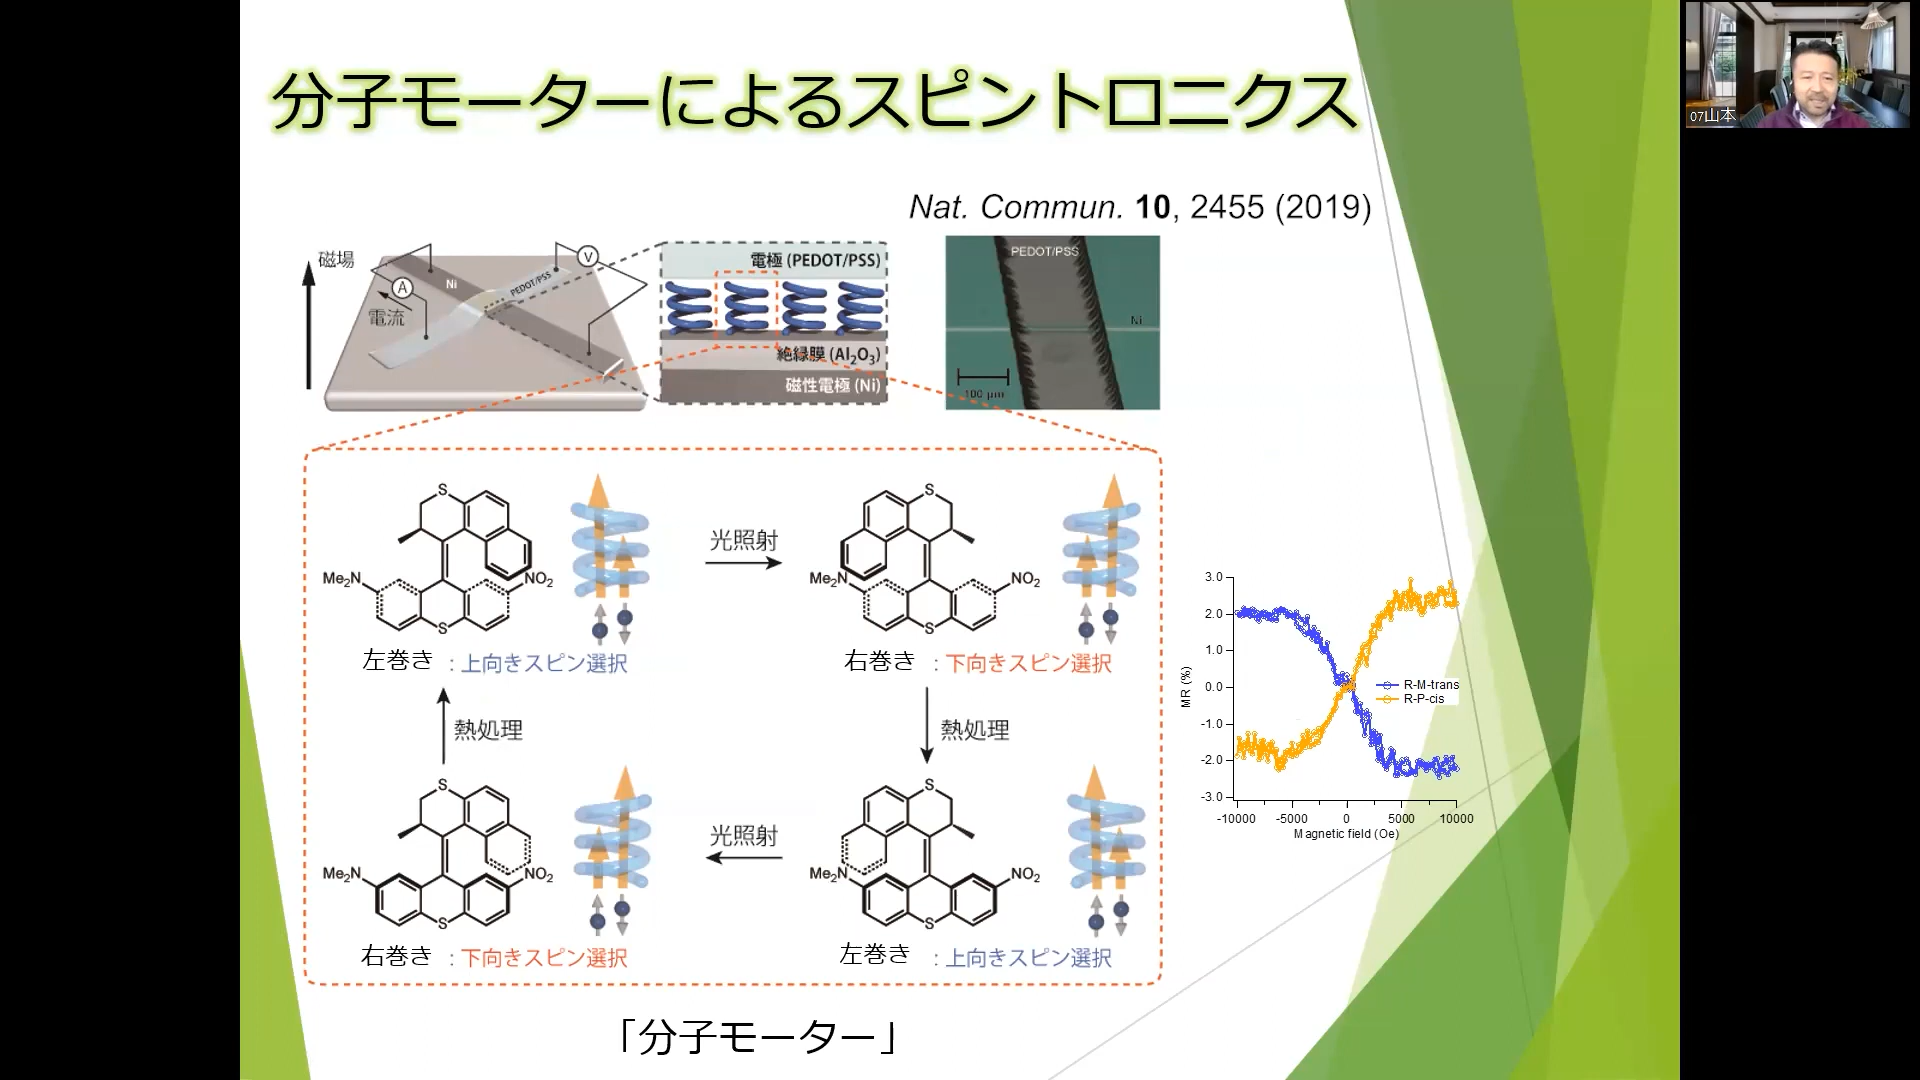 分子モーターによるスピントロニクス
07山本
Nat. Commun. 10, 2455 (2019)
磁場
A
電流
Ni
PEDOT/PSS
V
電極 (PEDOT/PSS)
絶縁膜 (Al2O3)
磁性電極 (Ni)
PEDOT/PSS
Ni
100 μm
S
Me2N
NO2
S
左巻き : 上向きスピン選択
光照射
S
Me2N
NO2
S
右巻き : 下向きスピン選択
熱処理
熱処理
S
Me2N
NO2
S
右巻き : 下向きスピン選択
光照射
S
Me2N
NO2
S
左巻き : 上向きスピン選択
「分子モーター」
MR (%)
3.0
2.0
1.0
0.0
-1.0
-2.0
-3.0
R-M-trans
R-P-cis
-10000 -5000 0 5000 10000
Magnetic field (Oe)